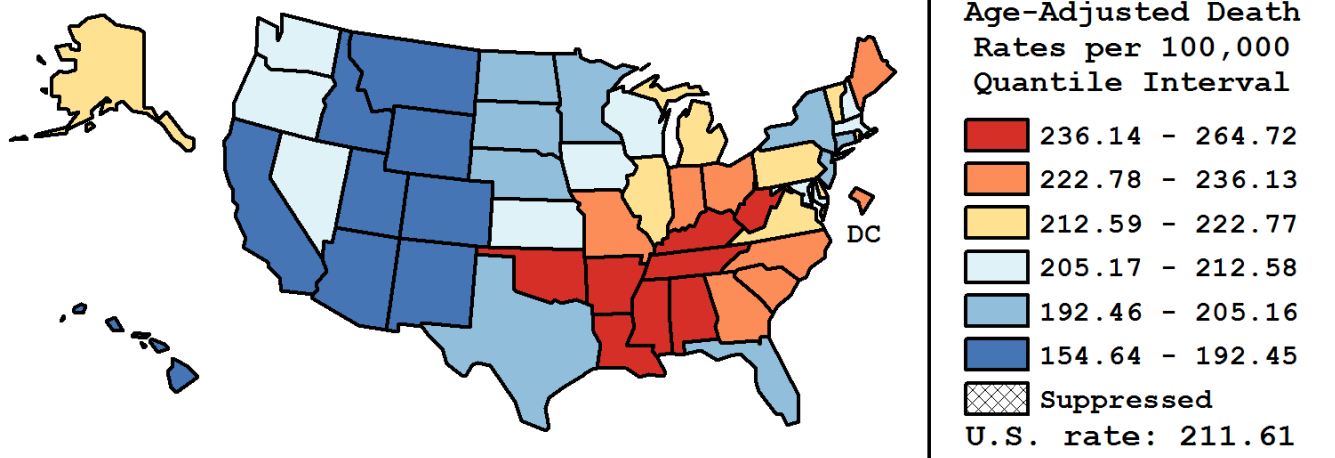 DC
Age-Adjusted Death
Rates per 100,000
Quantile Interval
236.14 - 264.72
222.78 - 236.13
212.59 - 222.77
205.17 - 212.58
192.46 - 205.16
154.64 - 192.45
Suppressed
U.S. rate: 211.61